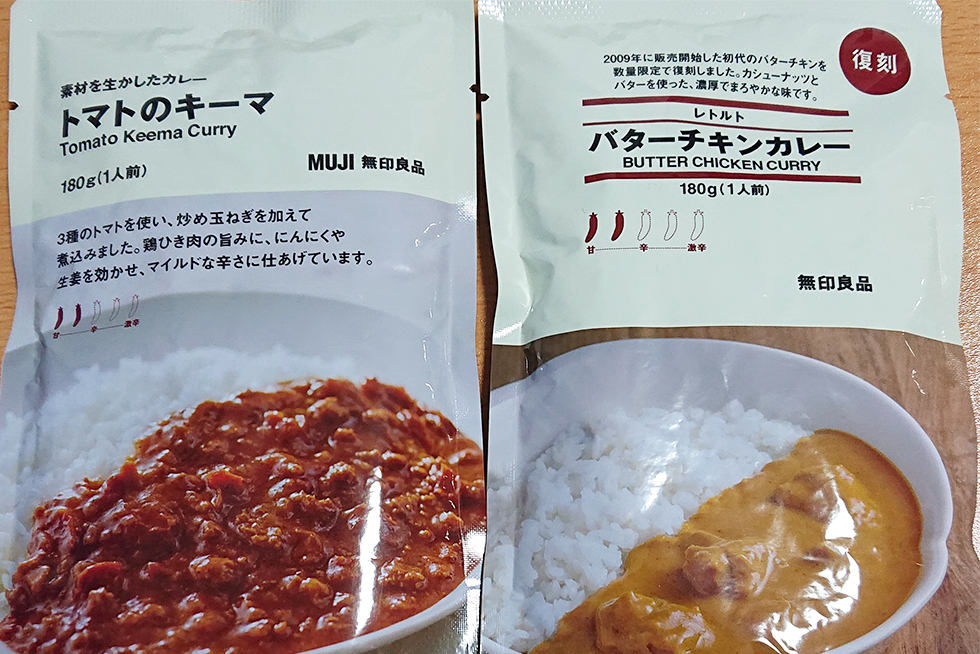 素材を生かしたカレー
トマトのキーマ
Tomato Keema Curry
180g(1人前)
MUJI 無印良品
3種のトマトを使い、炒め玉ねぎを加えて
煮込みました。鶏ひき肉の旨みに、にんにくや
生姜を効かせ、マイルドな辛さに仕あげています。
甘 辛 激辛
2009年に販売開始した初代のバターチキンを
数量限定で復刻しました。カシューナッツと
バターを使った、濃厚でまろやかな味です。
復刻
レトルト
バターチキンカレー
BUTTER CHICKEN CURRY
180g(1人前)
甘 辛 激辛
無印良品